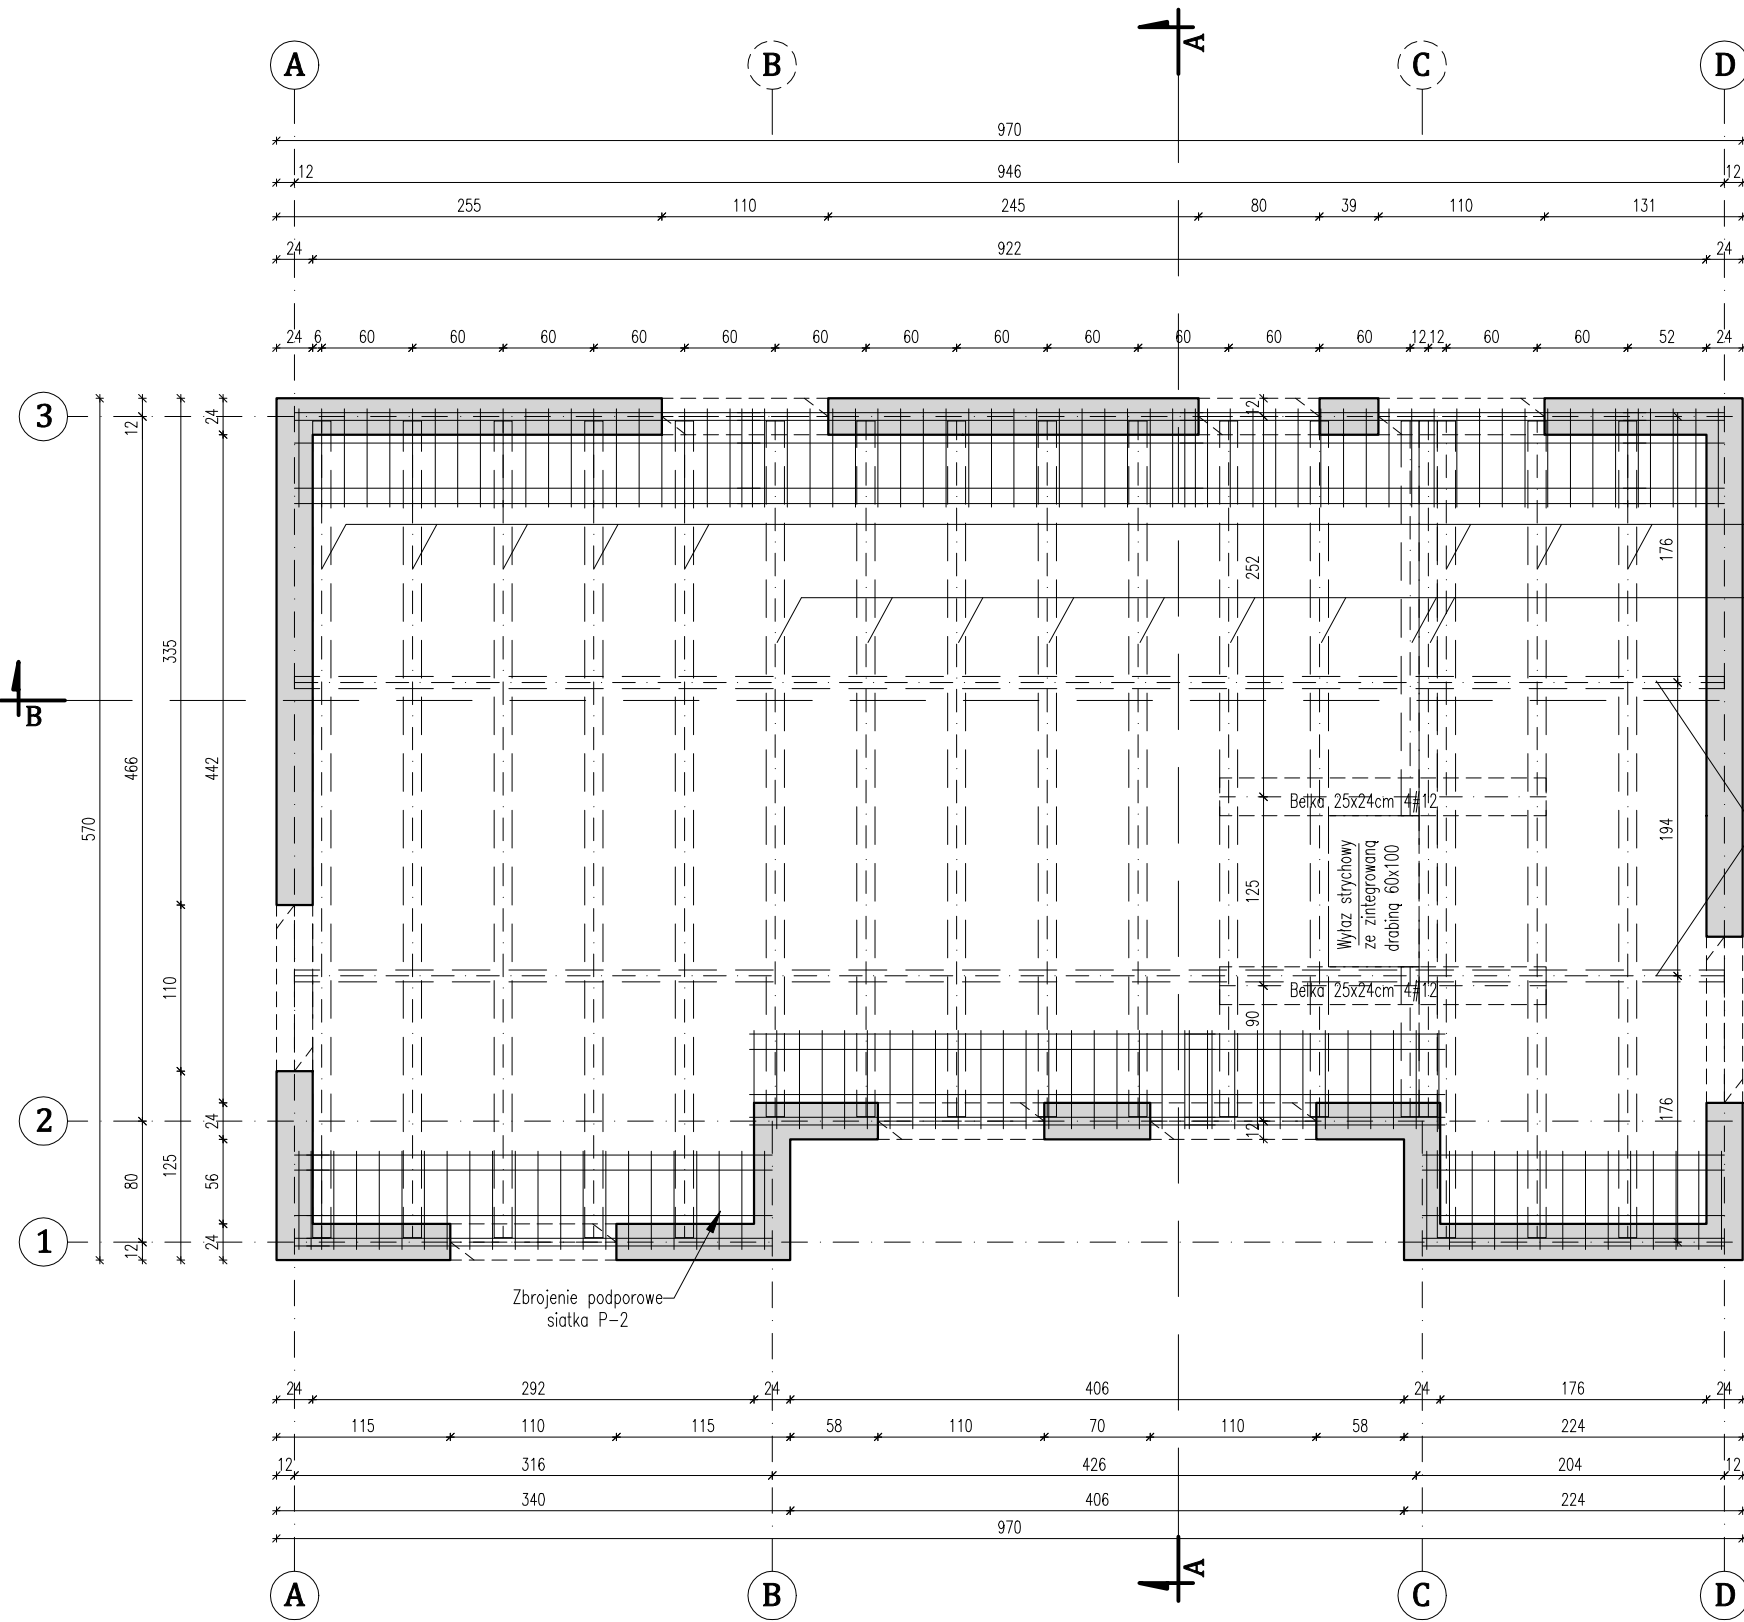 A
A B C D
970
12 946 12
255 110 245 80 39 110 131
24 922 24
24 6 60 60 60 60 60 60 60 60 60 60 60 60 12 12 60 60 52 24
3
12
24
12
252
176
335
B
466
442
570
Belka 25x24cm 4#12
194
125
Wyłaz strychowy
ze zintegrowaną
drabiną 60x100
110
Belka 25x24cm 4#12
90
2
24
12
176
125
80
56
1
12
24
Zbrojenie podporowe
siatka P-2
24 292 24 406 24 176 24
115 110 115 58 110 70 110 58 224
12 316 426 204 12
340 406 224
970
A
A B C D